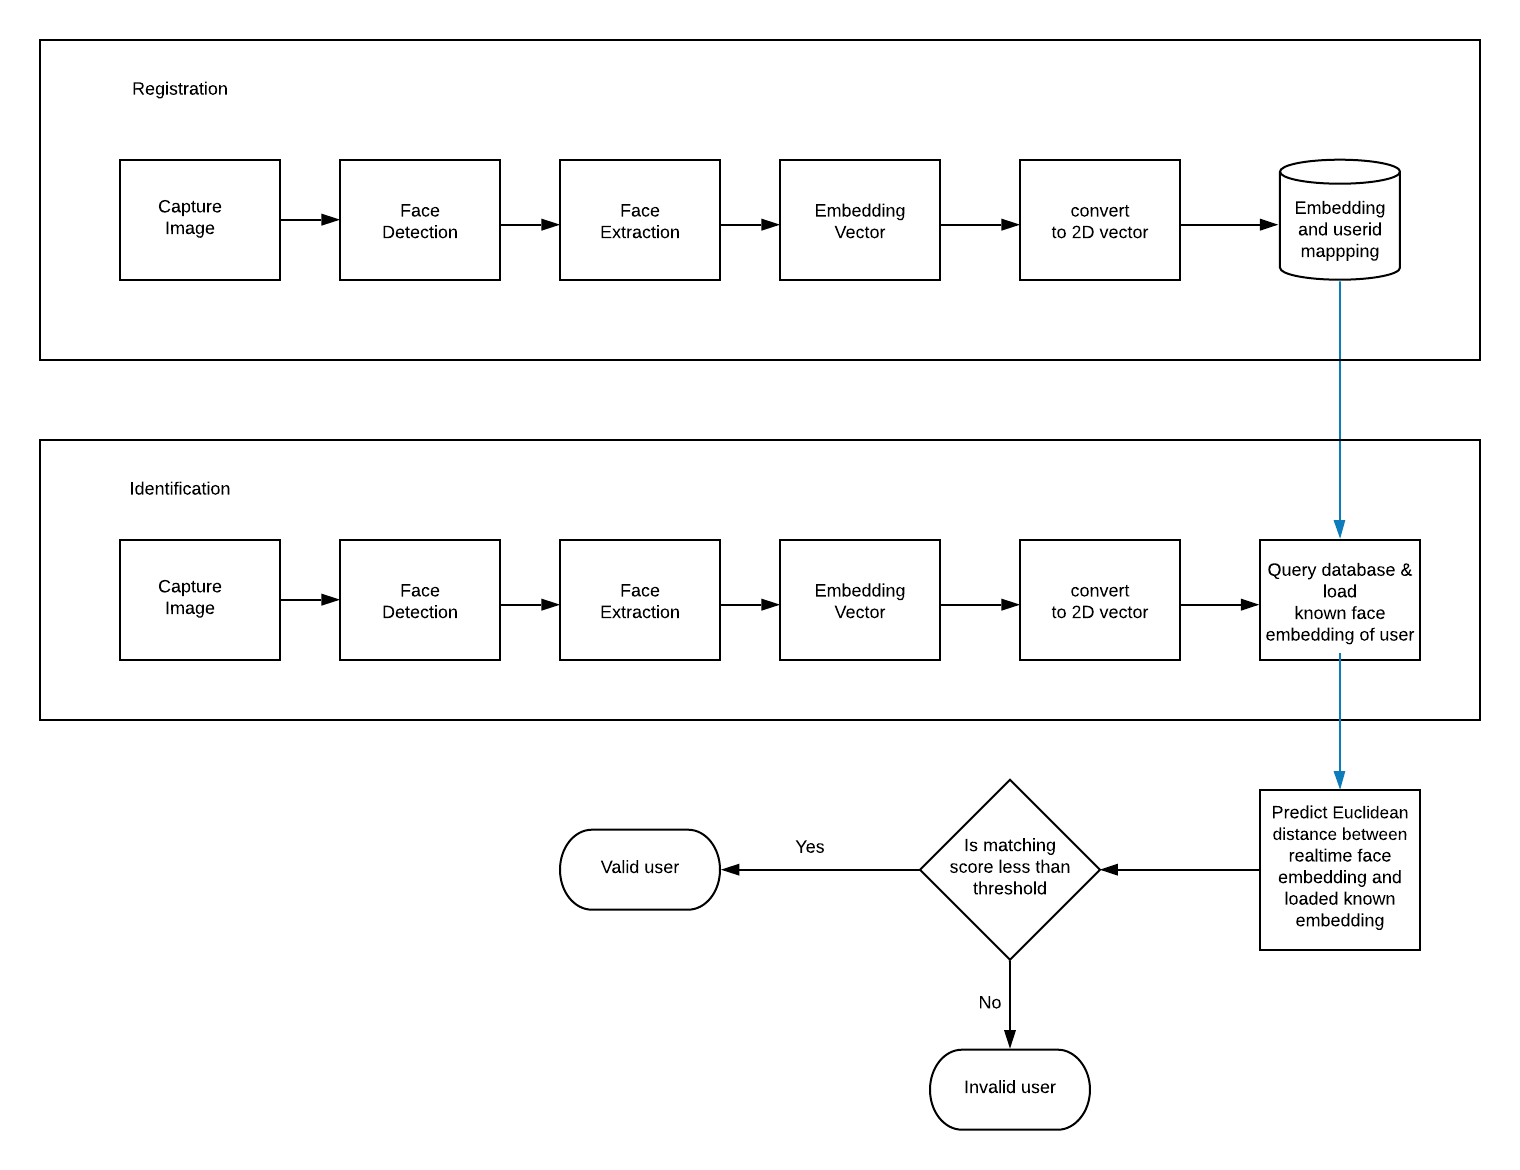 Registration
Capture
Image
Face
Detection
Face
Extraction
Embedding
Vector
convert
to 2D vector
Embedding
and userid
mappping
Identification
Capture
Image
Face
Detection
Face
Extraction
Embedding
Vector
convert
to 2D vector
Query database &
load
known face
embedding of user
Predict Euclidean
distance between
realtime face
embedding and
loaded known
embedding
Is matching
score less than
threshold
Yes
Valid user
No
Invalid user